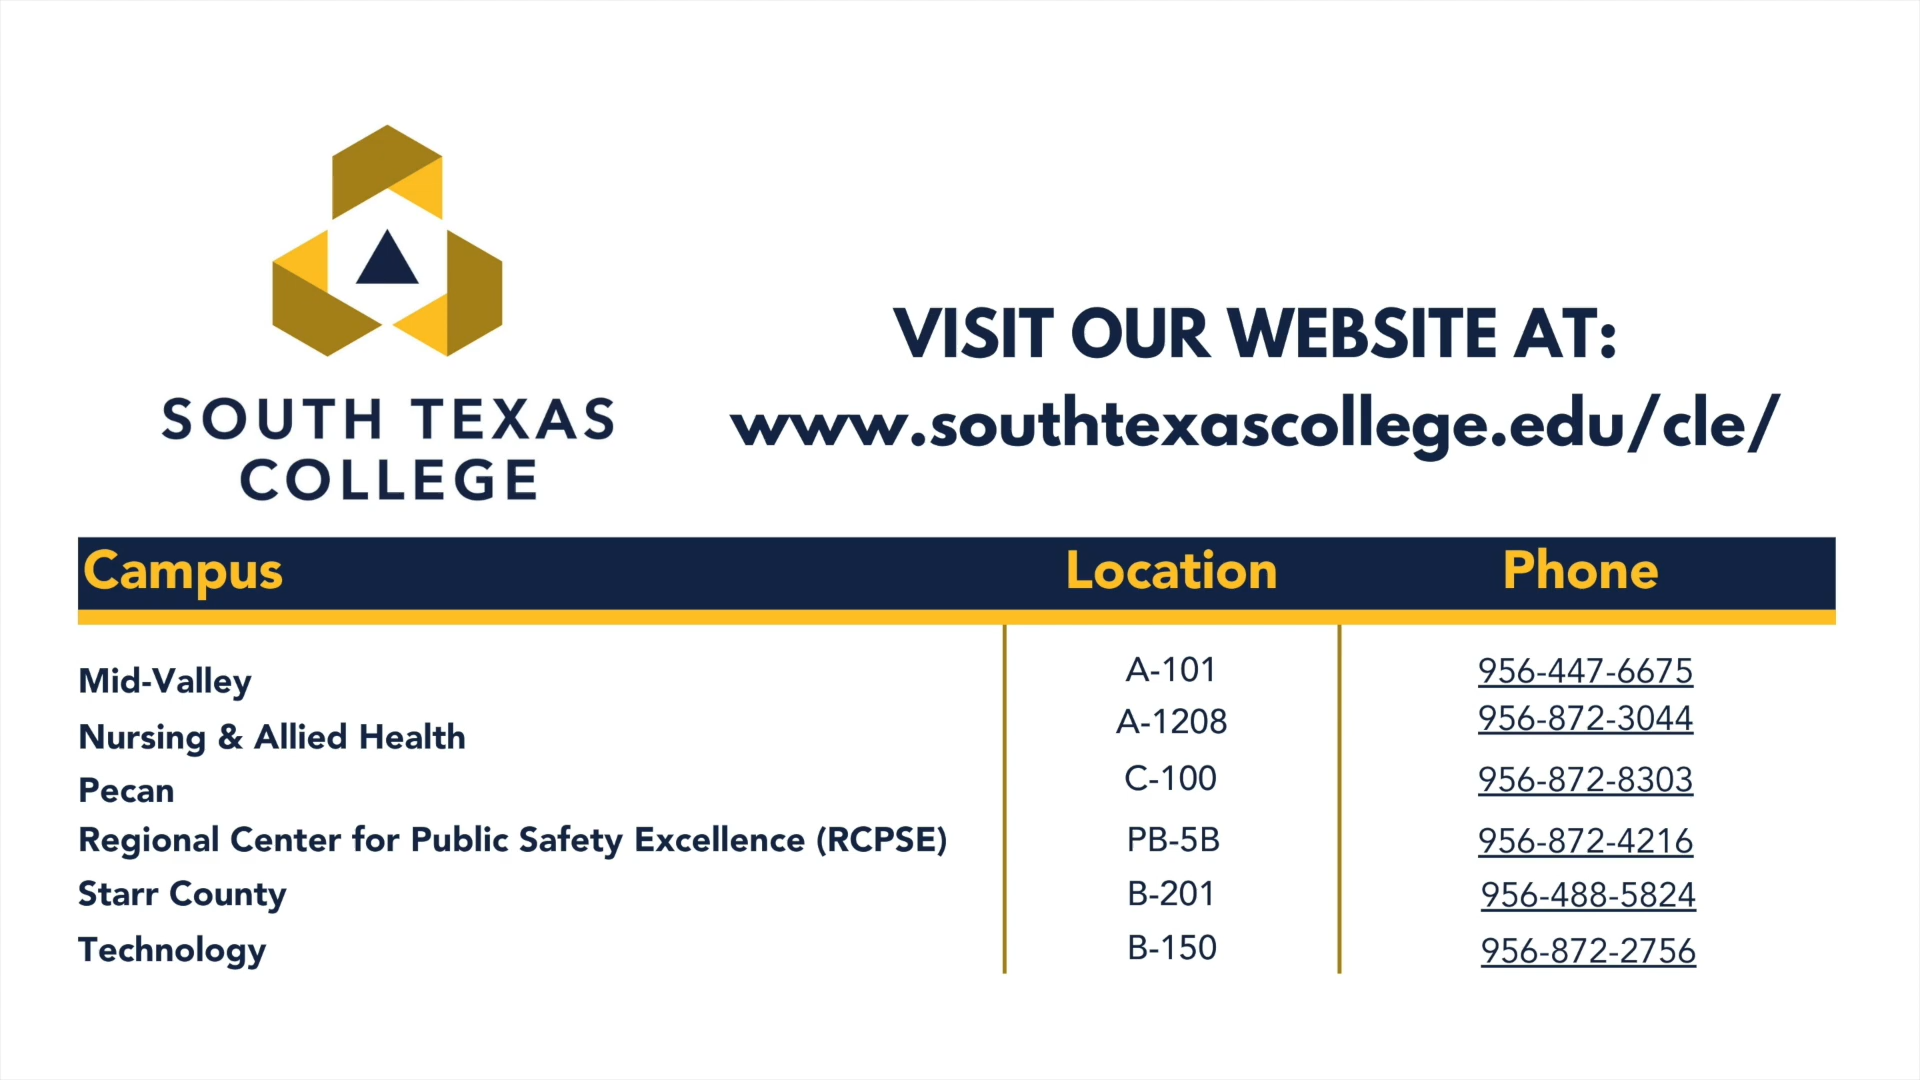 SOUTH TEXAS
COLLEGE
VISIT OUR WEBSITE AT:
www.southtexascollege.edu/cle/
Campus Location Phone
Mid-Valley A-101 956-447-6675
Nursing & Allied Health A-1208 956-872-3044
Pecan C-100 956-872-8303
Regional Center for Public Safety Excellence (RCPSE) PB-5B 956-872-4216
Starr County B-201 956-488-5824
Technology B-150 956-872-2756